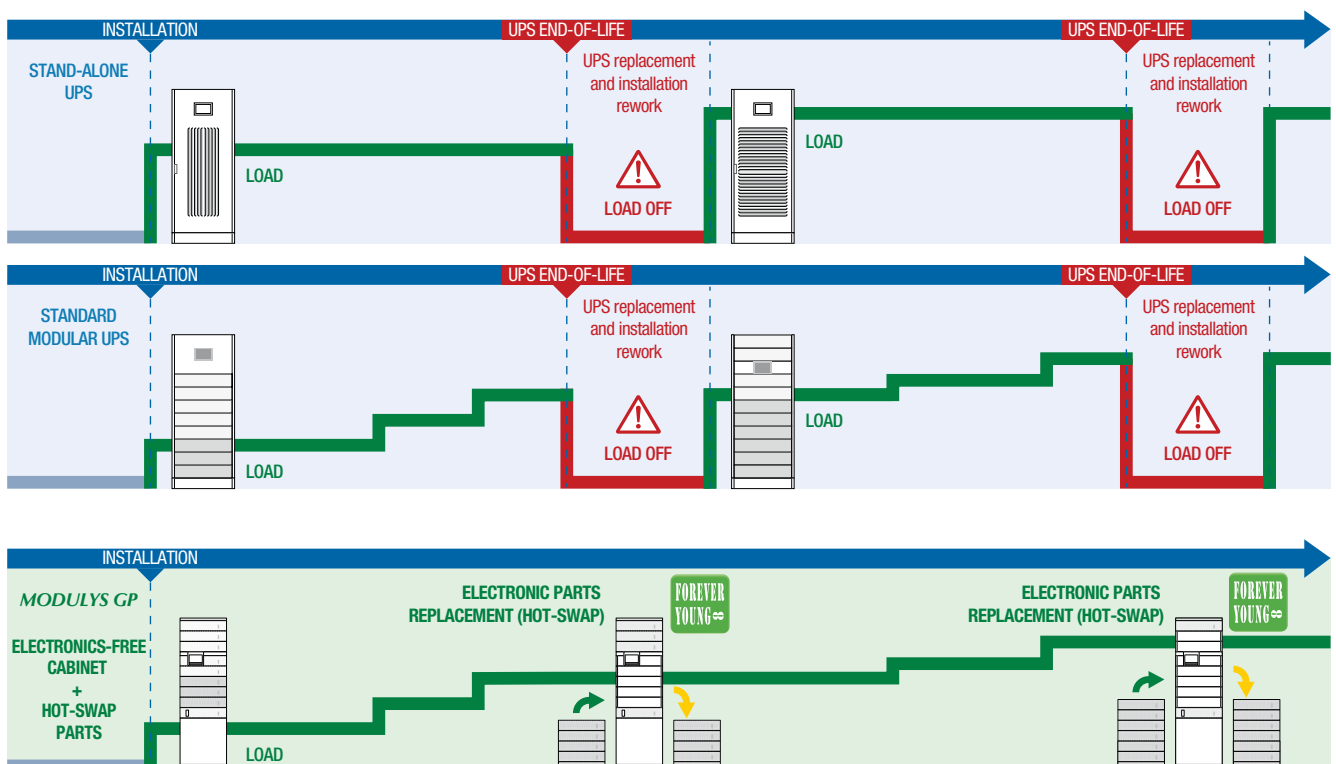 INSTALLATION
UPS END-OF-LIFE
UPS END-OF-LIFE
STAND-ALONE
UPS
UPS replacement
and installation
rework
UPS replacement
and installation
rework
LOAD
LOAD
LOAD OFF
LOAD OFF
INSTALLATION
UPS END-OF-LIFE
UPS END-OF-LIFE
STANDARD
MODULAR UPS
UPS replacement
and installation
rework
UPS replacement
and installation
rework
LOAD
LOAD
LOAD OFF
LOAD OFF
INSTALLATION
MODULYS GP
ELECTRONICS-FREE
CABINET
+
HOT-SWAP
PARTS
ELECTRONIC PARTS
REPLACEMENT (HOT-SWAP)
FOREVER
YOUNG∞
ELECTRONIC PARTS
REPLACEMENT (HOT-SWAP)
FOREVER
YOUNG∞
LOAD